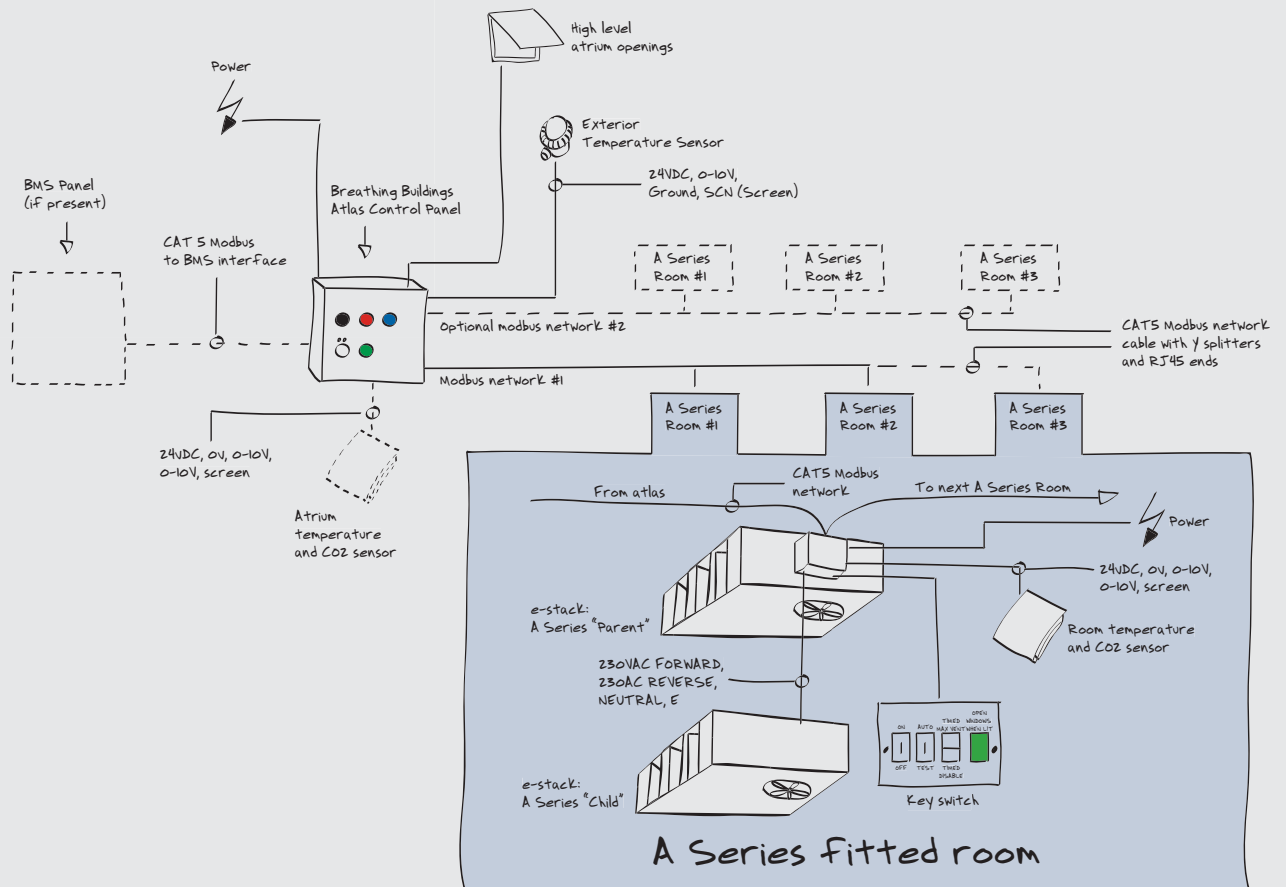 High level
atrium openings
Power
Exterior
Temperature Sensor
24VDC, 0-10V,
Ground, SCN (Screen)
BMS Panel
(if present)
Breathing Buildings
Atlas Control Panel
CAT 5 Modbus
to BMS interface
A Series
Room #1
A Series
Room #2
A Series
Room #3
Optional modbus network #2
CAT5 Modbus network
cable with Y splitters
and RJ45 ends
Modbus network #1
A Series
Room #1
A Series
Room #2
A Series
Room #3
24VDC, 0V, 0-10V,
0-10V, screen
Atrium
temperature
and CO2 sensor
From atlas
CAT5 Modbus
network
To next A Series Room
Power
24VDC, 0V, 0-10V,
0-10V, screen
e-stack:
A Series "Parent"
Room temperature
and CO2 sensor
230VAC FORWARD,
230AC REVERSE,
NEUTRAL, E
e-stack:
A Series "Child"
ON
OFF
AUTO
TEST
TIMED
MAX VENT
TIMED
DISABLE
OPEN
WINDOWS
WHEN LIT
Key switch
A Series fitted room